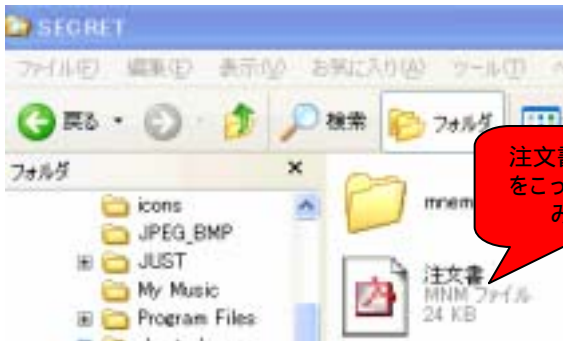 SECRET
ファイル(F) 編集(E) 表示(V) お気に入り(A) ツール(T)
戻る 検索 フォルダ
フォルダ ×
icons
JPEG_BMP
JUST
My Music
Program Files
mnem
注文書
MNM ファイル
24 KB
注文書
をこっ
み